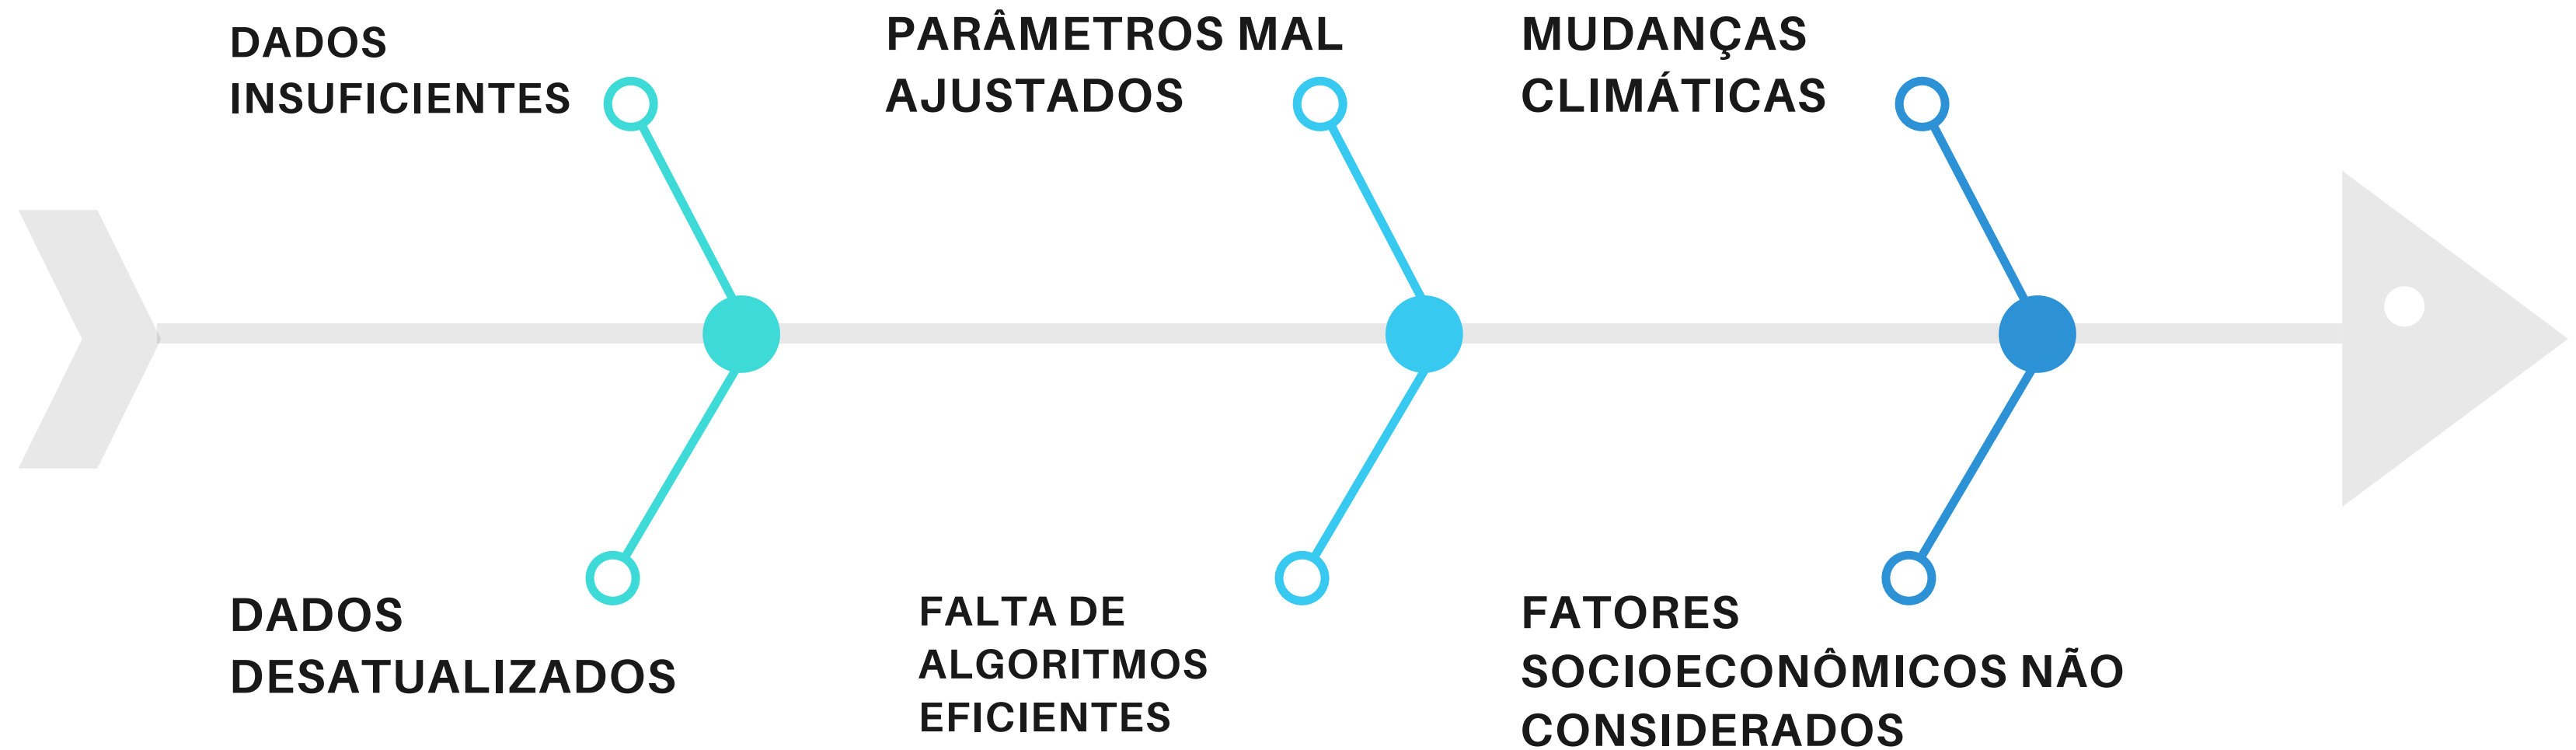 DADOS
INSUFICIENTES
PARÂMETROS MAL
AJUSTADOS
MUDANÇAS
CLIMÁTICAS
DADOS
DESATUALIZADOS
FALTA DE
ALGORITMOS
EFICIENTES
FATORES
SOCIOECONÔMICOS NÃO
CONSIDERADOS